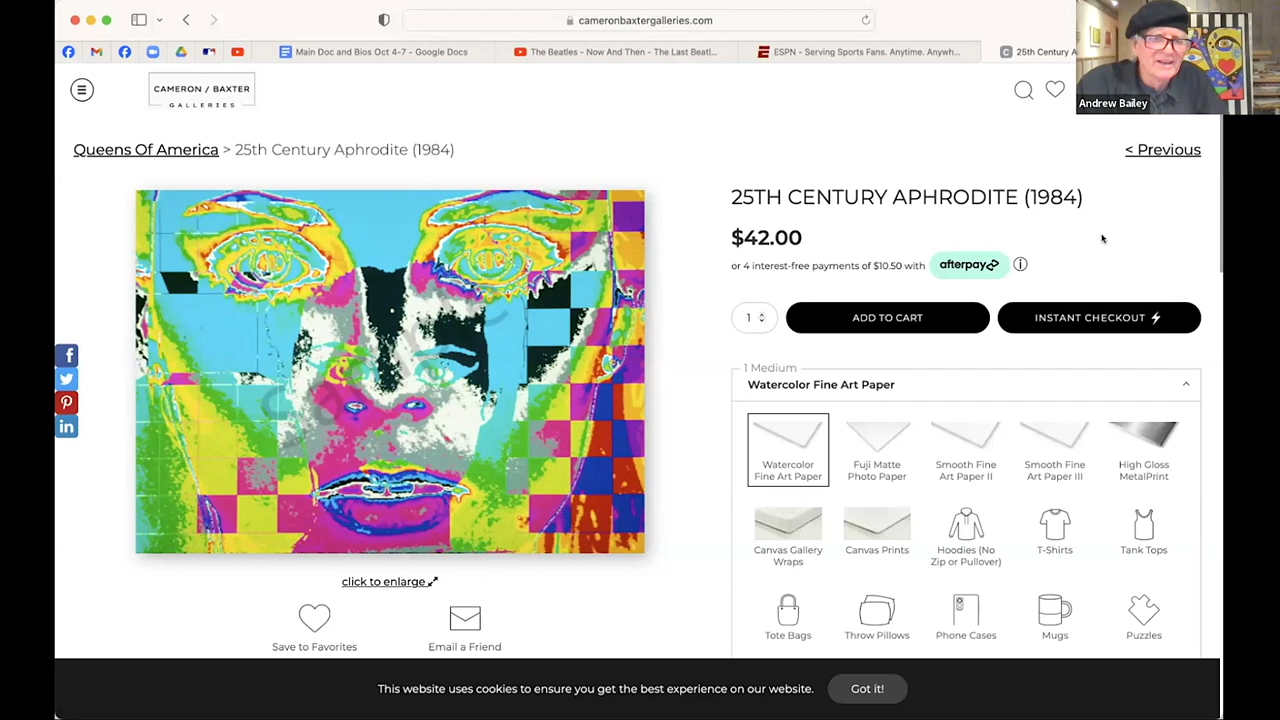 cameronbaxtergalleries.com
Main Doc and Bios Oct 4-7 - Google Docs
The Beatles - Now And Then - The Last Beatl...
ESPN - Serving Sports Fans. Anytime. Anywh...
25th Century A
Andrew Bailey
CAMERON / BAXTER
GALLERIES
Queens Of America > 25th Century Aphrodite (1984)
< Previous
25TH CENTURY APHRODITE (1984)
$42.00
or 4 interest-free payments of $10.50 with afterpay
1
ADD TO CART
INSTANT CHECKOUT
1 Medium
Watercolor Fine Art Paper
Watercolor
Fine Art Paper
Fuji Matte
Photo Paper
Smooth Fine
Art Paper II
Smooth Fine
Art Paper III
High Gloss
MetalPrint
Canvas Gallery
Wraps
Canvas Prints
Hoodies (No
Zip or Pullover)
T-Shirts
Tank Tops
Tote Bags
Throw Pillows
Phone Cases
Mugs
Puzzles
click to enlarge
Save to Favorites
Email a Friend
This website uses cookies to ensure you get the best experience on our website.
Got it!